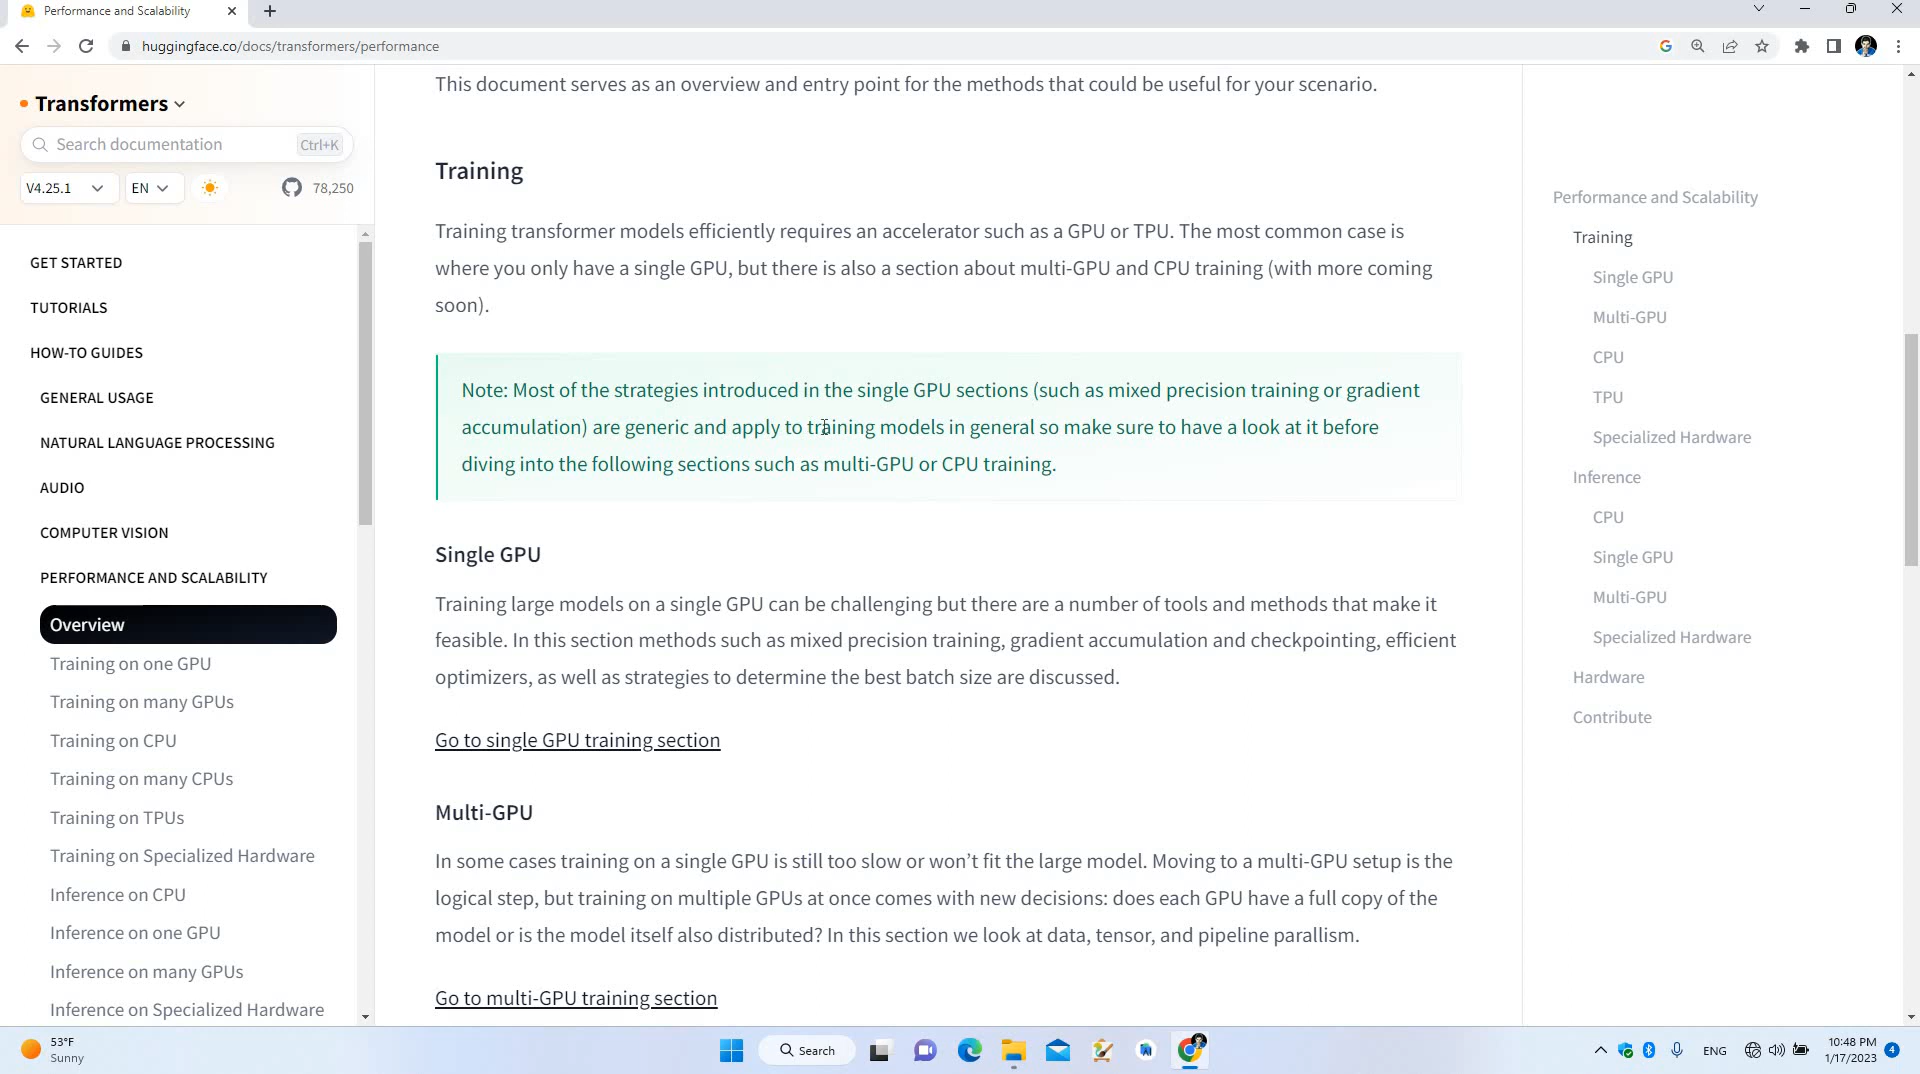 Performance and Scalability
huggingface.co/docs/transformers/performance
Transformers
Search documentation Ctrl+K
V4.25.1 EN 78,250
GET STARTED
TUTORIALS
HOW-TO GUIDES
GENERAL USAGE
NATURAL LANGUAGE PROCESSING
AUDIO
COMPUTER VISION
PERFORMANCE AND SCALABILITY
Overview
Training on one GPU
Training on many GPUs
Training on CPU
Training on many CPUs
Training on TPUs
Training on Specialized Hardware
Inference on CPU
Inference on one GPU
Inference on many GPUs
Inference on Specialized Hardware
This document serves as an overview and entry point for the methods that could be useful for your scenario.
Training
Training transformer models efficiently requires an accelerator such as a GPU or TPU. The most common case is
where you only have a single GPU, but there is also a section about multi-GPU and CPU training (with more coming
soon).
Note: Most of the strategies introduced in the single GPU sections (such as mixed precision training or gradient
accumulation) are generic and apply to training models in general so make sure to have a look at it before
diving into the following sections such as multi-GPU or CPU training.
Single GPU
Training large models on a single GPU can be challenging but there are a number of tools and methods that make it
feasible. In this section methods such as mixed precision training, gradient accumulation and checkpointing, efficient
optimizers, as well as strategies to determine the best batch size are discussed.
Go to single GPU training section
Multi-GPU
In some cases training on a single GPU is still too slow or won't fit the large model. Moving to a multi-GPU setup is the
logical step, but training on multiple GPUs at once comes with new decisions: does each GPU have a full copy of the
model or is the model itself also distributed? In this section we look at data, tensor, and pipeline parallism.
Go to multi-GPU training section
Performance and Scalability
Training
Single GPU
Multi-GPU
CPU
TPU
Specialized Hardware
Inference
CPU
Single GPU
Multi-GPU
Specialized Hardware
Hardware
Contribute
53°F
Sunny
Search
ENG
10:48 PM
1/17/2023
4